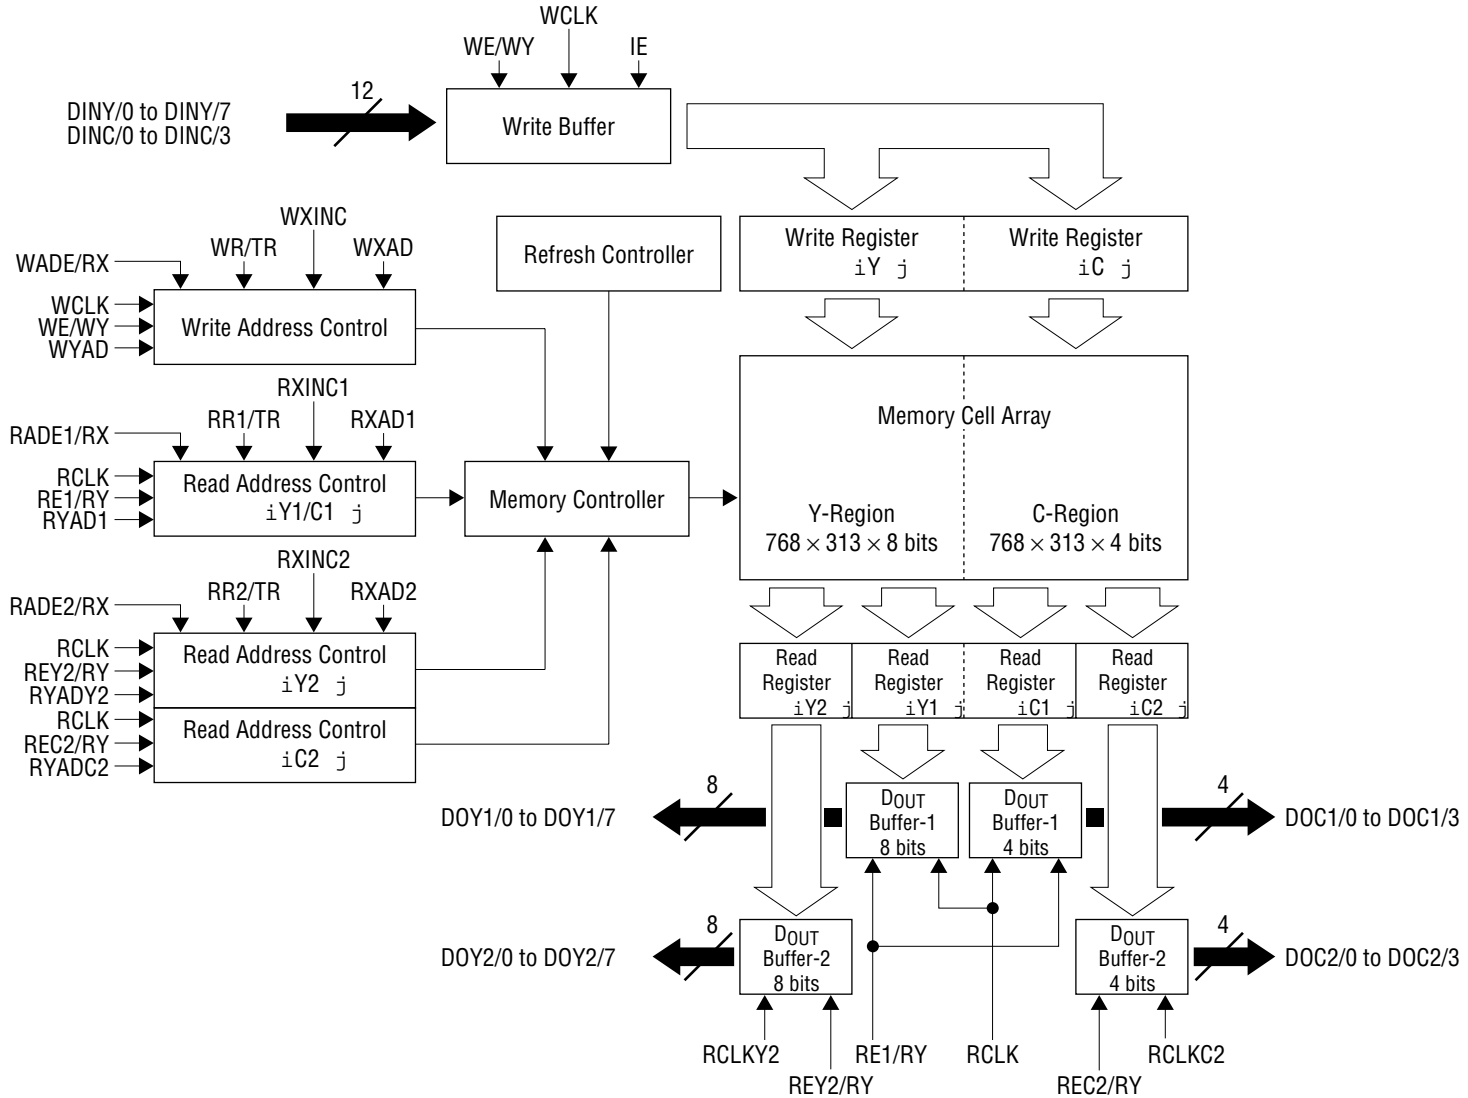 WCLK
WE/WY
IE
12
DINY/0 to DINY/7
DINC/0 to DINC/3
Write Buffer
WXINC
WR/TR
WXAD
WADE/RX
WCLK
WE/WY
WYAD
Write Address Control
Refresh Controller
Write Register
iY j
Write Register
iC j
RXINC1
RR1/TR
RXAD1
RADE1/RX
RCLK
RE1/RY
RYAD1
Read Address Control
iY1/C1 j
Memory Controller
Memory Cell Array
Y-Region
768 × 313 × 8 bits
C-Region
768 × 313 × 4 bits
RXINC2
RR2/TR
RXAD2
RADE2/RX
RCLK
REY2/RY
RYADY2
RCLK
REC2/RY
RYADC2
Read Address Control
iY2 j
Read Address Control
iC2 j
Read
Register
iY2 j
Read
Register
iY1 j
Read
Register
iC1 j
Read
Register
iC2 j
DOY1/0 to DOY1/7
8
DOUT
Buffer-1
8 bits
DOUT
Buffer-1
4 bits
4
DOC1/0 to DOC1/3
DOY2/0 to DOY2/7
8
DOUT
Buffer-2
8 bits
DOUT
Buffer-2
4 bits
4
DOC2/0 to DOC2/3
RCLKY2
REY2/RY
RE1/RY
RCLK
REC2/RY
RCLKC2